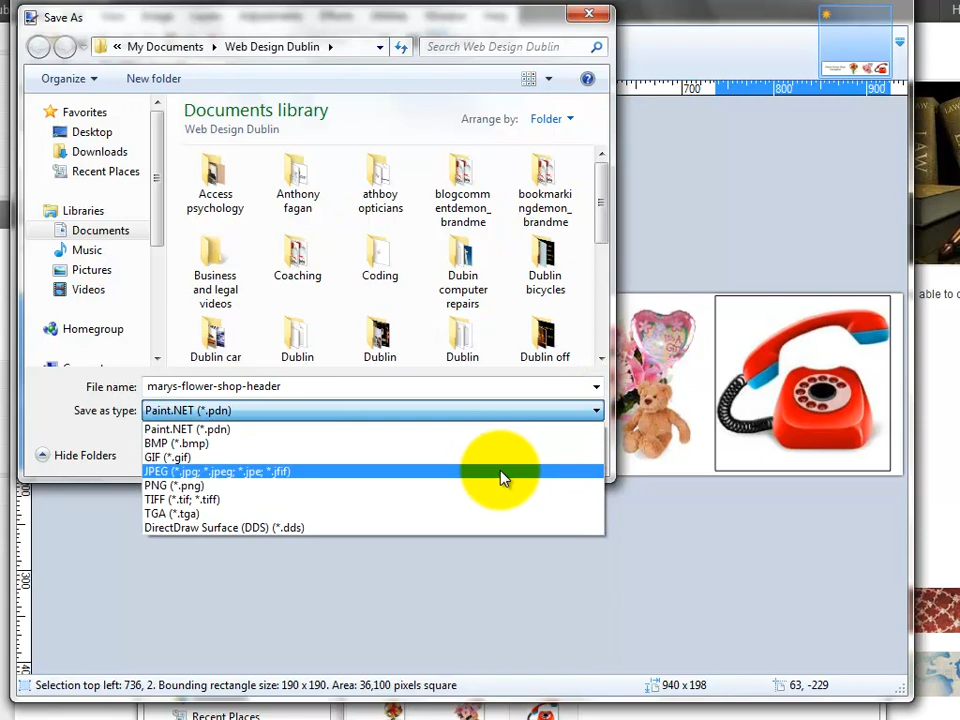 Save As
« My Documents Web Design Dublin
Search Web Design Dublin
Organize
New folder
700 800 900
Favorites
Desktop
Downloads
Recent Places
Libraries
Documents
Music
Pictures
Videos
Homegroup
Documents library
Web Design Dublin
Arrange by: Folder
Access psychology
Anthony fagan
athboy opticians
blogcomm entdemon_ brandme
bookmarki ngdemon_ brandme
Business and legal videos
Coaching
Coding
Dubin computer repairs
Dublin bicycles
Dublin car
Dublin
Dublin
Dublin
Dublin off
LAW
able to c
File name: marys-flower-shop-header
Save as type: Paint.NET (*.pdn)
Paint.NET (*.pdn)
BMP (*.bmp)
GIF (*.gif)
JPEG (*.jpg; *.jpeg; *.jpe; *.jfif)
PNG (*.png)
TIFF (*.tif; *.tiff)
TGA (*.tga)
DirectDraw Surface (DDS) (*.dds)
Hide Folders
300
Selection top left: 736, 2. Bounding rectangle size: 190 x 190. Area: 36,100 pixels square
940 x 198
63, -229
Recent Places